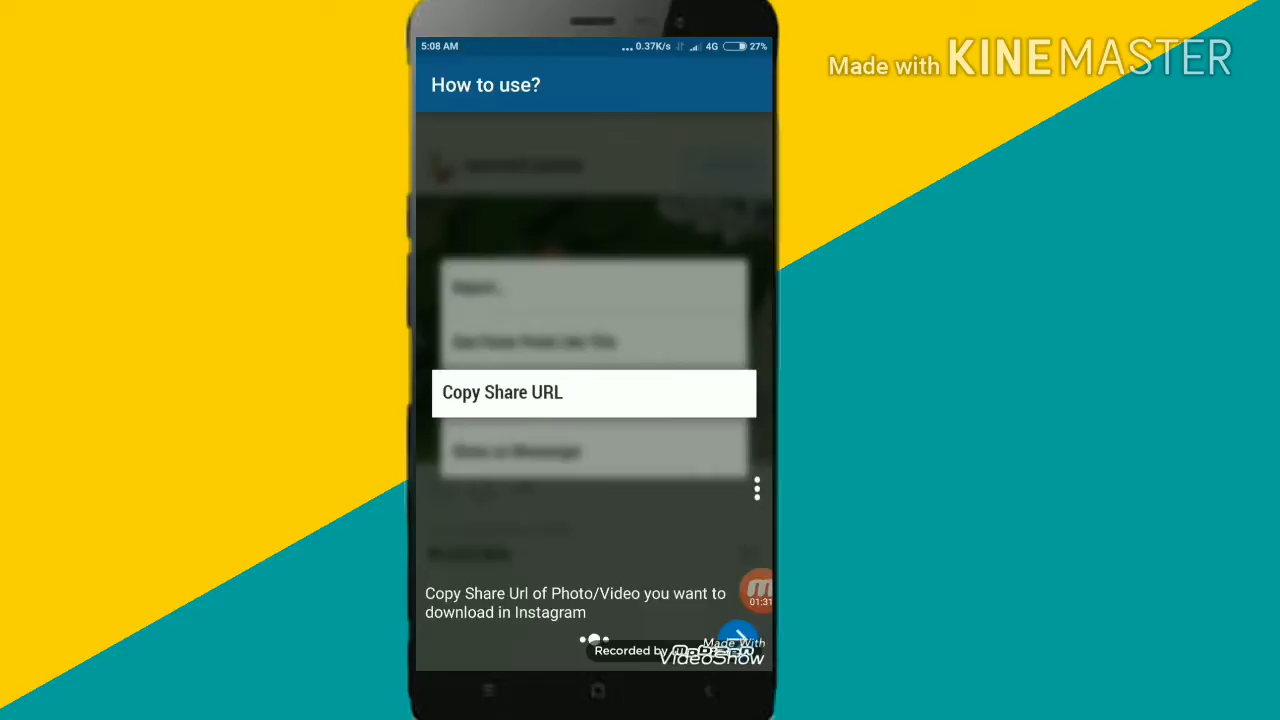 Made with KINEMASTER
5:08 AM ... 0.37K/s 4G 27%
How to use?
Copy Share URL
Copy Share Url of Photo/Video you want to
download in Instagram
01:31
Made With
Recorded by
VideoShow